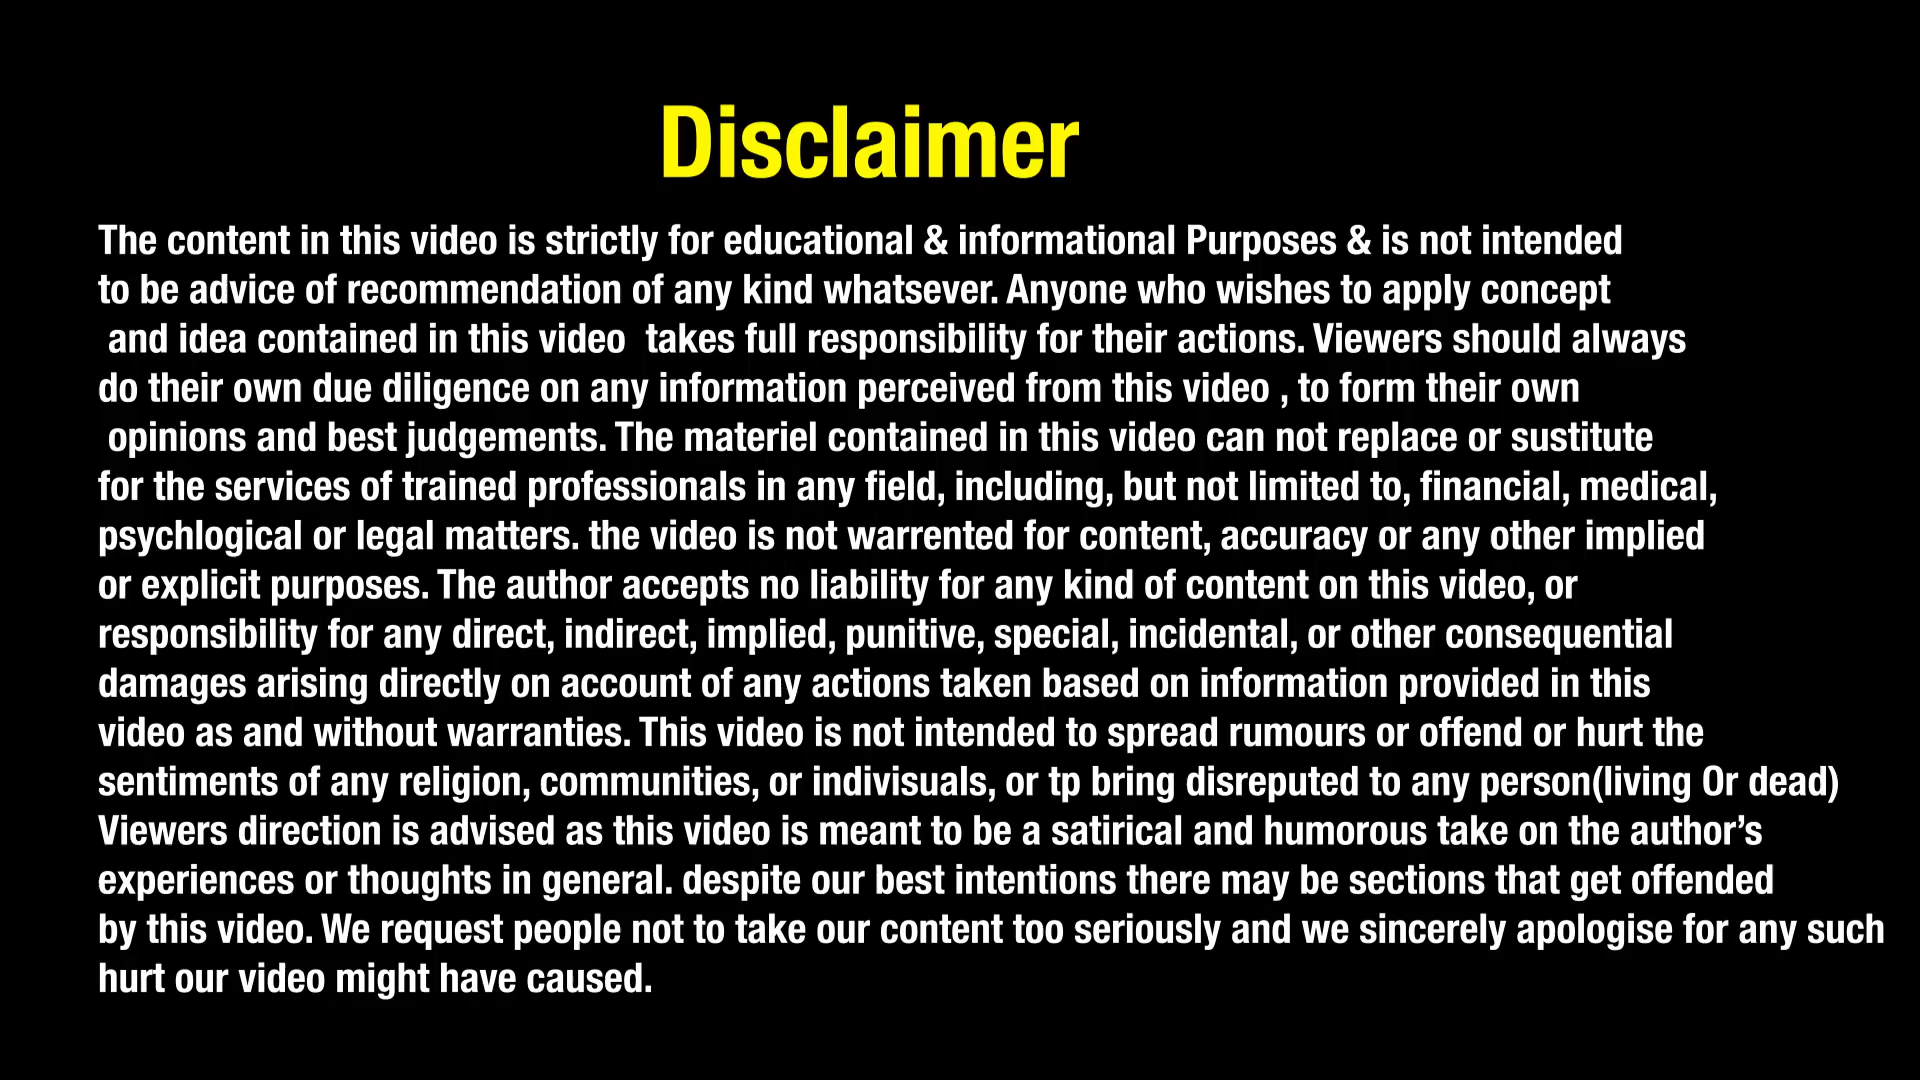 Disclaimer
The content in this video is strictly for educational & informational Purposes & is not intended
to be advice of recommendation of any kind whatsever. Anyone who wishes to apply concept
and idea contained in this video  takes full responsibility for their actions. Viewers should always
do their own due diligence on any information perceived from this video , to form their own
opinions and best judgements. The materiel contained in this video can not replace or sustitute
for the services of trained professionals in any field, including, but not limited to, financial, medical,
psychlogical or legal matters. the video is not warrented for content, accuracy or any other implied
or explicit purposes. The author accepts no liability for any kind of content on this video, or
responsibility for any direct, indirect, implied, punitive, special, incidental, or other consequential
damages arising directly on account of any actions taken based on information provided in this
video as and without warranties. This video is not intended to spread rumours or offend or hurt the
sentiments of any religion, communities, or indivisuals, or tp bring disreputed to any person(living Or dead)
Viewers direction is advised as this video is meant to be a satirical and humorous take on the author’s
experiences or thoughts in general. despite our best intentions there may be sections that get offended
by this video. We request people not to take our content too seriously and we sincerely apologise for any such
hurt our video might have caused.